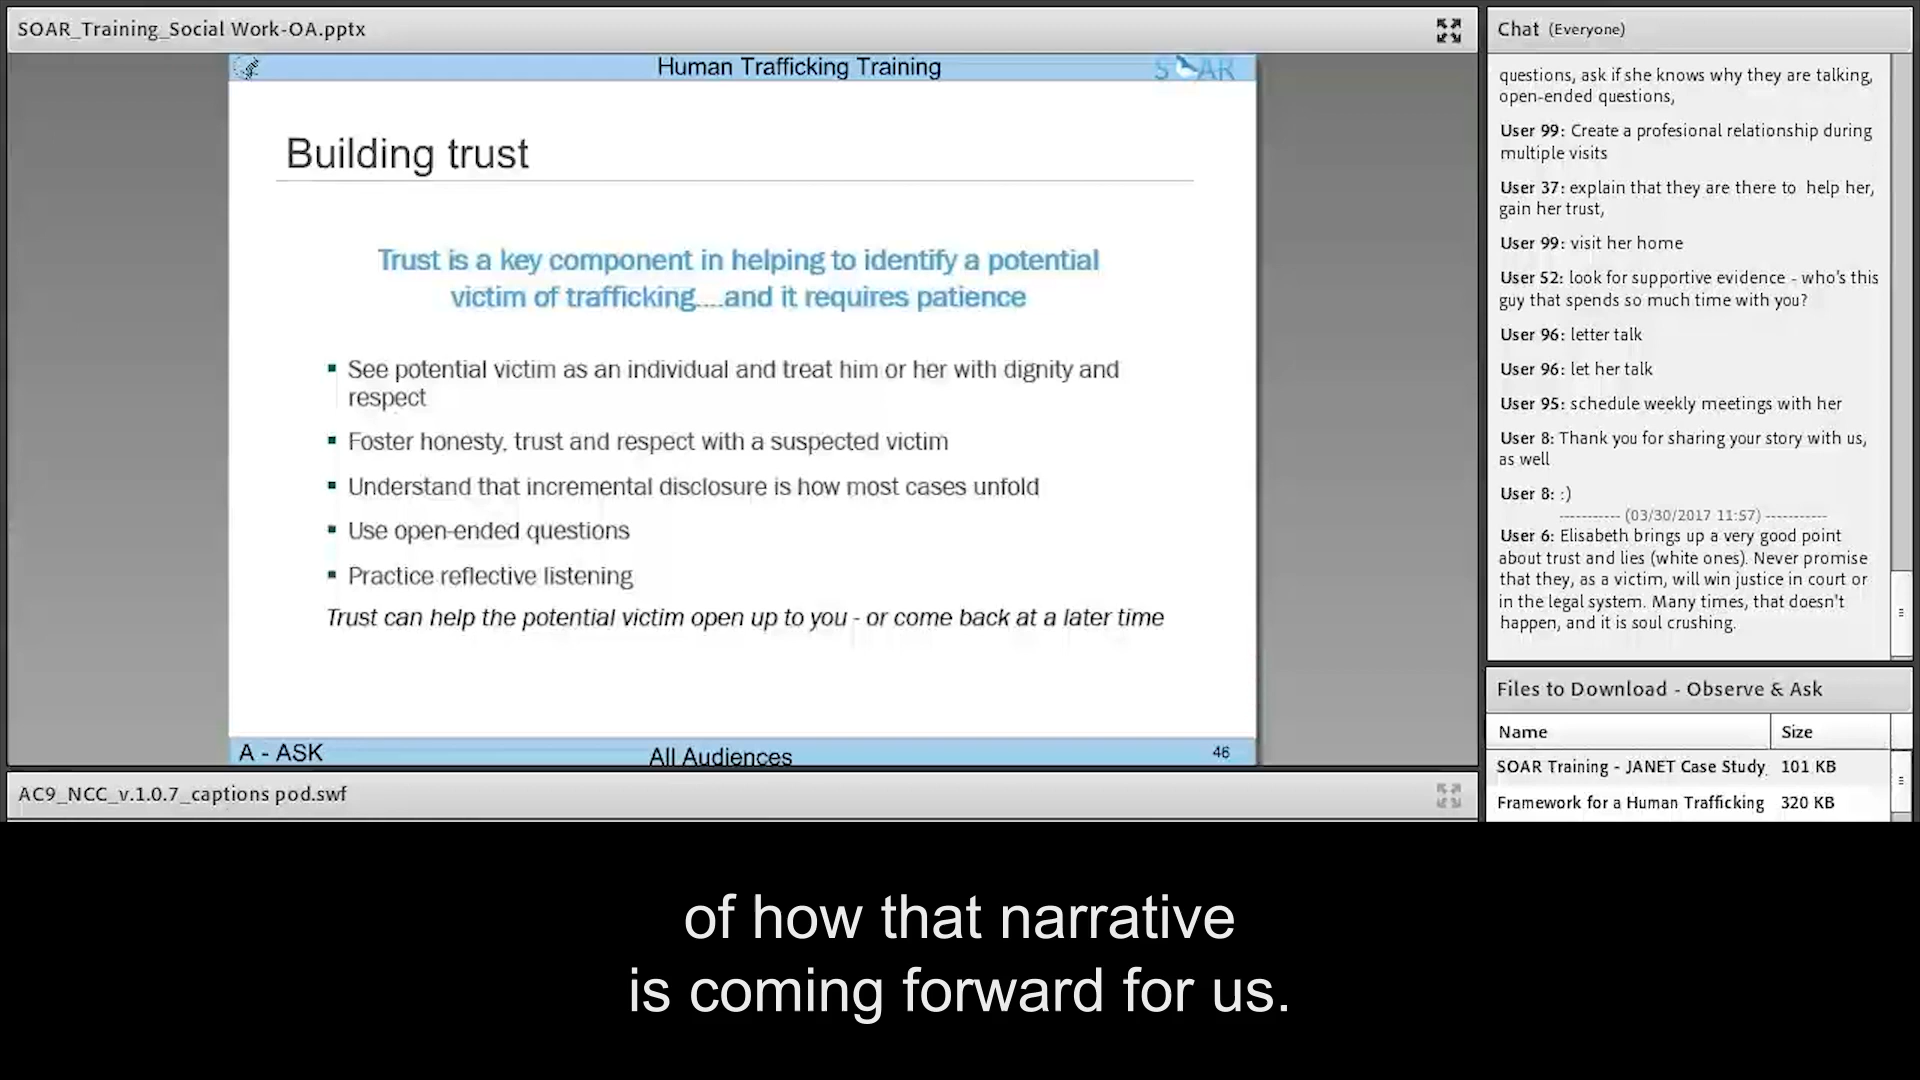 SOAR_Training_Social Work-OA.pptx
Human Trafficking Training
SOAR
Building trust
Trust is a key component in helping to identify a potential
victim of trafficking....and it requires patience
▪ See potential victim as an individual and treat him or her with dignity and
respect
▪ Foster honesty, trust and respect with a suspected victim
▪ Understand that incremental disclosure is how most cases unfold
▪ Use open-ended questions
▪ Practice reflective listening
Trust can help the potential victim open up to you - or come back at a later time
A - ASK
All Audiences
46
Chat (Everyone)
questions, ask if she knows why they are talking,
open-ended questions,
User 99: Create a profesional relationship during
multiple visits
User 37: explain that they are there to help her,
gain her trust,
User 99: visit her home
User 52: look for supportive evidence - who's this
guy that spends so much time with you?
User 96: letter talk
User 96: let her talk
User 95: schedule weekly meetings with her
User 8: Thank you for sharing your story with us,
as well
User 8: :)
----------- (03/30/2017 11:57) -----------
User 6: Elisabeth brings up a very good point
about trust and lies (white ones). Never promise
that they, as a victim, will win justice in court or
in the legal system. Many times, that doesn't
happen, and it is soul crushing.
Files to Download - Observe & Ask
Name Size
SOAR Training - JANET Case Study 101 KB
Framework for a Human Trafficking 320 KB
AC9_NCC_v.1.0.7_captions pod.swf
of how that narrative
is coming forward for us.